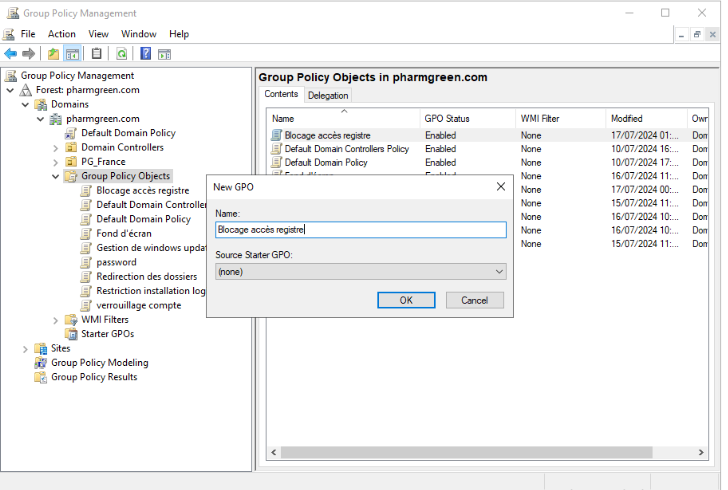 Group Policy Management
File Action View Window Help
Group Policy Management
Forest: pharmgreen.com
Domains
pharmgreen.com
Default Domain Policy
Domain Controllers
PG_France
Group Policy Objects
Blocage accès registre
Default Domain Controller
Default Domain Policy
Fond d'écran
Gestion de windows updat
password
Redirection des dossiers
Restriction installation log
verrouillage compte
WMI Filters
Starter GPOs
Sites
Group Policy Modeling
Group Policy Results
Group Policy Objects in pharmgreen.com
Contents Delegation
Name GPO Status WMI Filter Modified Own
Blocage accès registre Enabled None 17/07/2024 01:... Dom
Default Domain Controllers Policy Enabled None 10/07/2024 16:... Dom
Default Domain Policy Enabled None 10/07/2024 17:... Dom
Fond d'écran Enabled None 16/07/2024 11:... Dom
None 17/07/2024 00:... Dom
None 15/07/2024 11:... Dom
None 16/07/2024 10:... Dom
None 16/07/2024 10:... Dom
None 15/07/2024 11:... Dom
New GPO
Name:
Blocage accès registre
Source Starter GPO:
(none)
OK Cancel